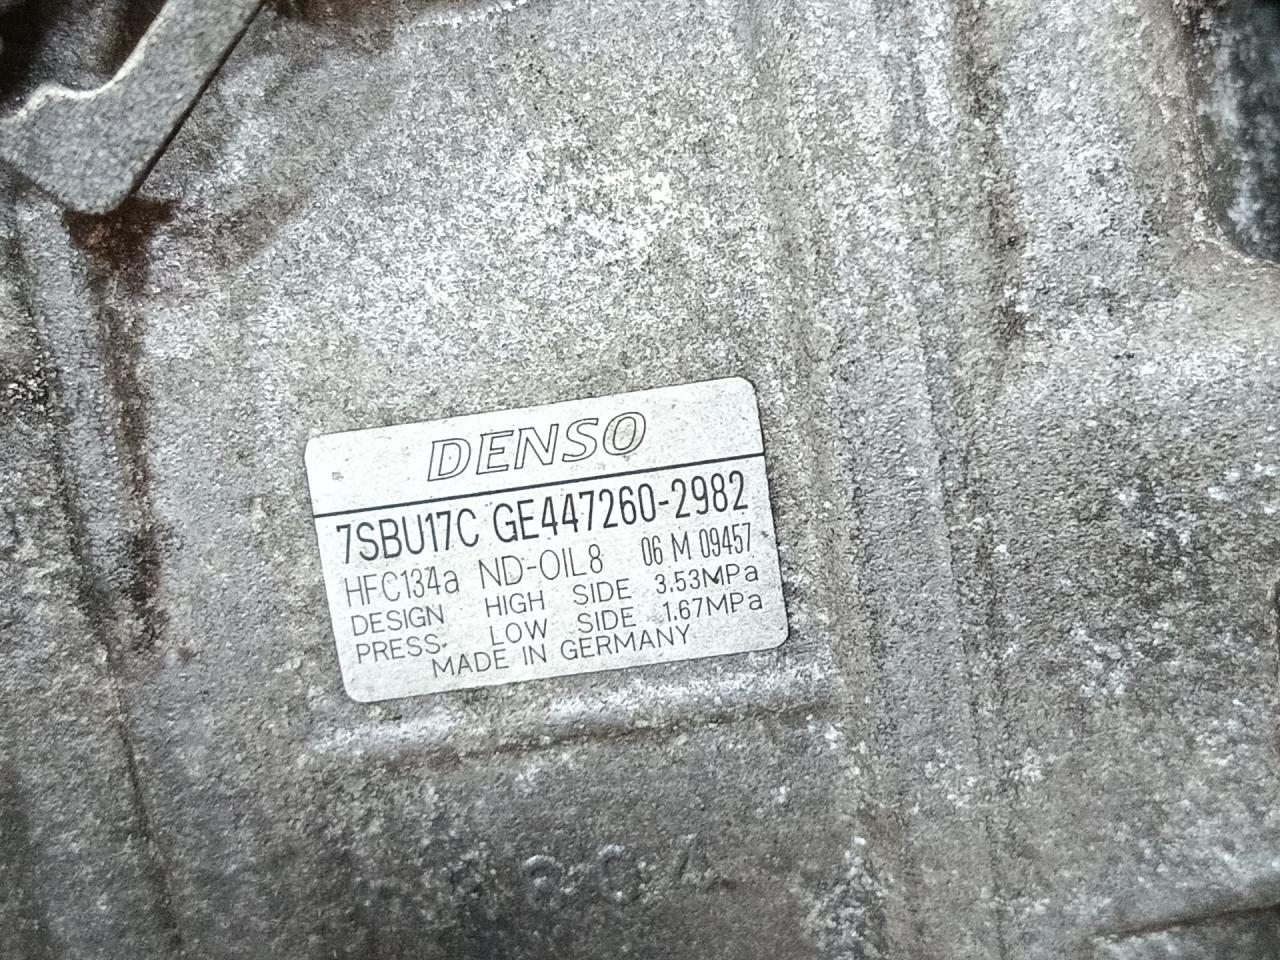 DENSO
7SBU17C GE447260-2982
HFC134a ND-OIL8 06 M 09457
DESIGN HIGH SIDE 3.53MPa
PRESS. LOW SIDE 1.67MPa
MADE IN GERMANY